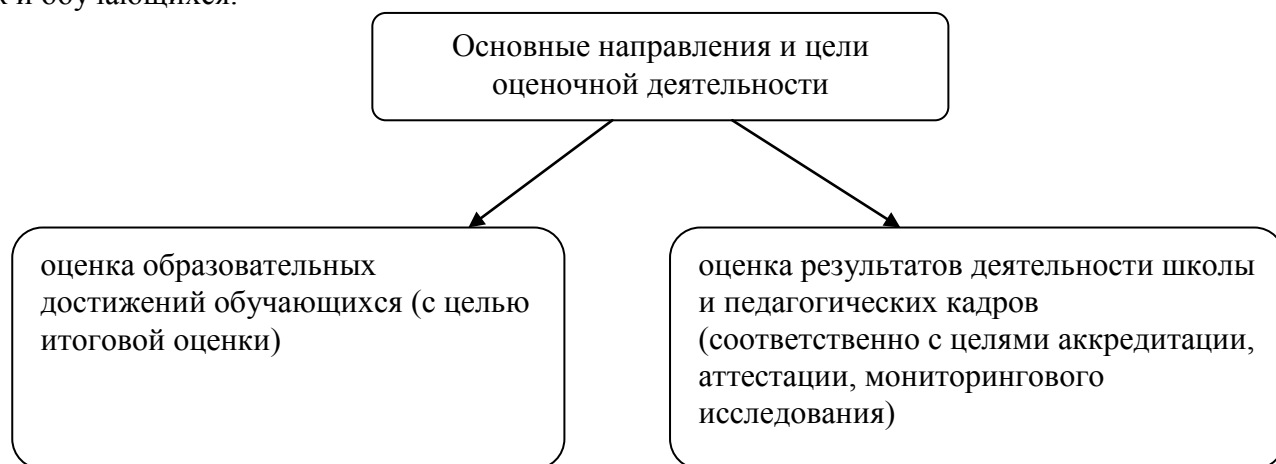 и обучающихся.
Основные направления и цели
оценочной деятельности
оценка образовательных
достижений обучающихся (с целью
итоговой оценки)
оценка результатов деятельности школы
и педагогических кадров
(соответственно с целями аккредитации,
аттестации, мониторингового
исследования)